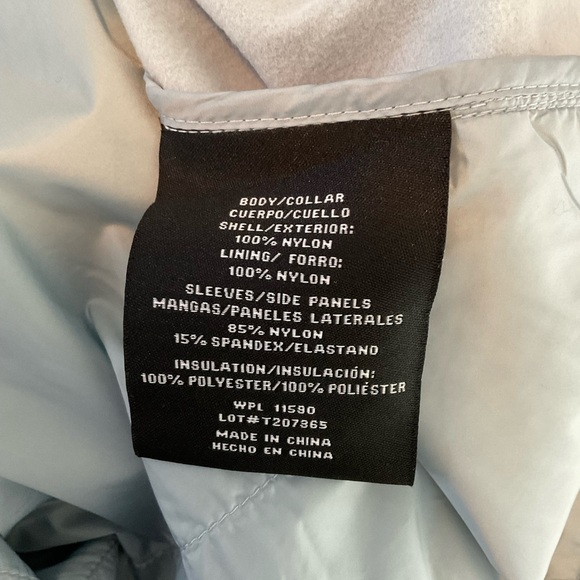 BODY/COLLAR
CUERPO/CUELLO
SHELL/EXTERIOR:
100% NYLON
LINING/ FORRO:
100% NYLON
SLEEVES/SIDE PANELS
MANGAS/PANELES LATERALES
85% NYLON
15% SPANDEX/ELASTAND
INSULATION/INSULACIÓN:
100% POLYESTER/100% POLIÉSTER
WPL 11590
LOT#T207365
MADE IN CHINA
HECHO EN CHINA